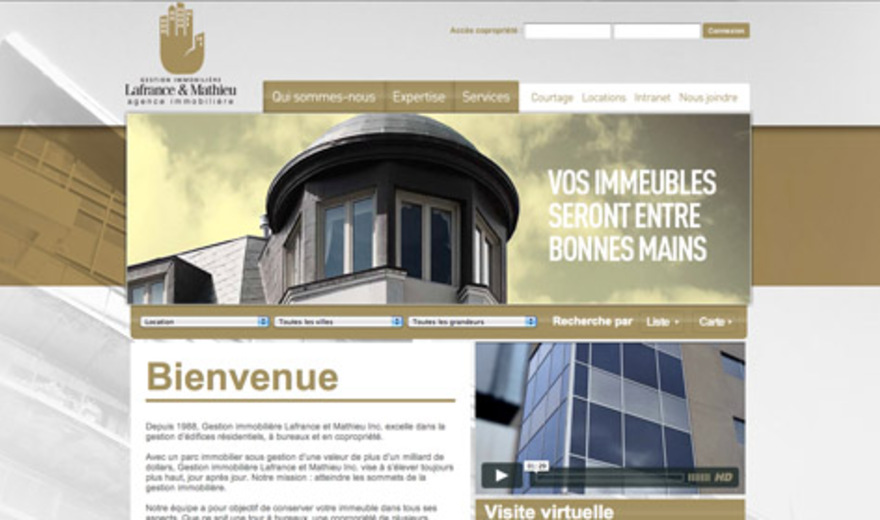 Accès copropriété :
Connexion
GESTION IMMOBILIÈRE
Lafrance & Mathieu
agence immobilière
Qui sommes-nous Expertise Services Courtage Locations Intranet Nous joindre
VOS IMMEUBLES
SERONT ENTRE
BONNES MAINS
Location Toutes les villes Toutes les grandeurs Recherche par Liste Carte
Bienvenue
Depuis 1988, Gestion immobilière Lafrance et Mathieu Inc. excelle dans la
gestion d'édifices résidentiels, à bureaux et en copropriété.
Avec un parc immobilier sous gestion d'une valeur de plus d'un milliard de
dollars, Gestion immobilière Lafrance et Mathieu Inc. vise à s'élever toujours
plus haut, jour après jour. Notre mission : atteindre les sommets de la
gestion immobilière.
Notre équipe a pour objectif de conserver votre immeuble dans tous ses
aspects. Que ce soit une tour à bureaux, une copropriété de plusieurs
01:29
HD
Visite virtuelle